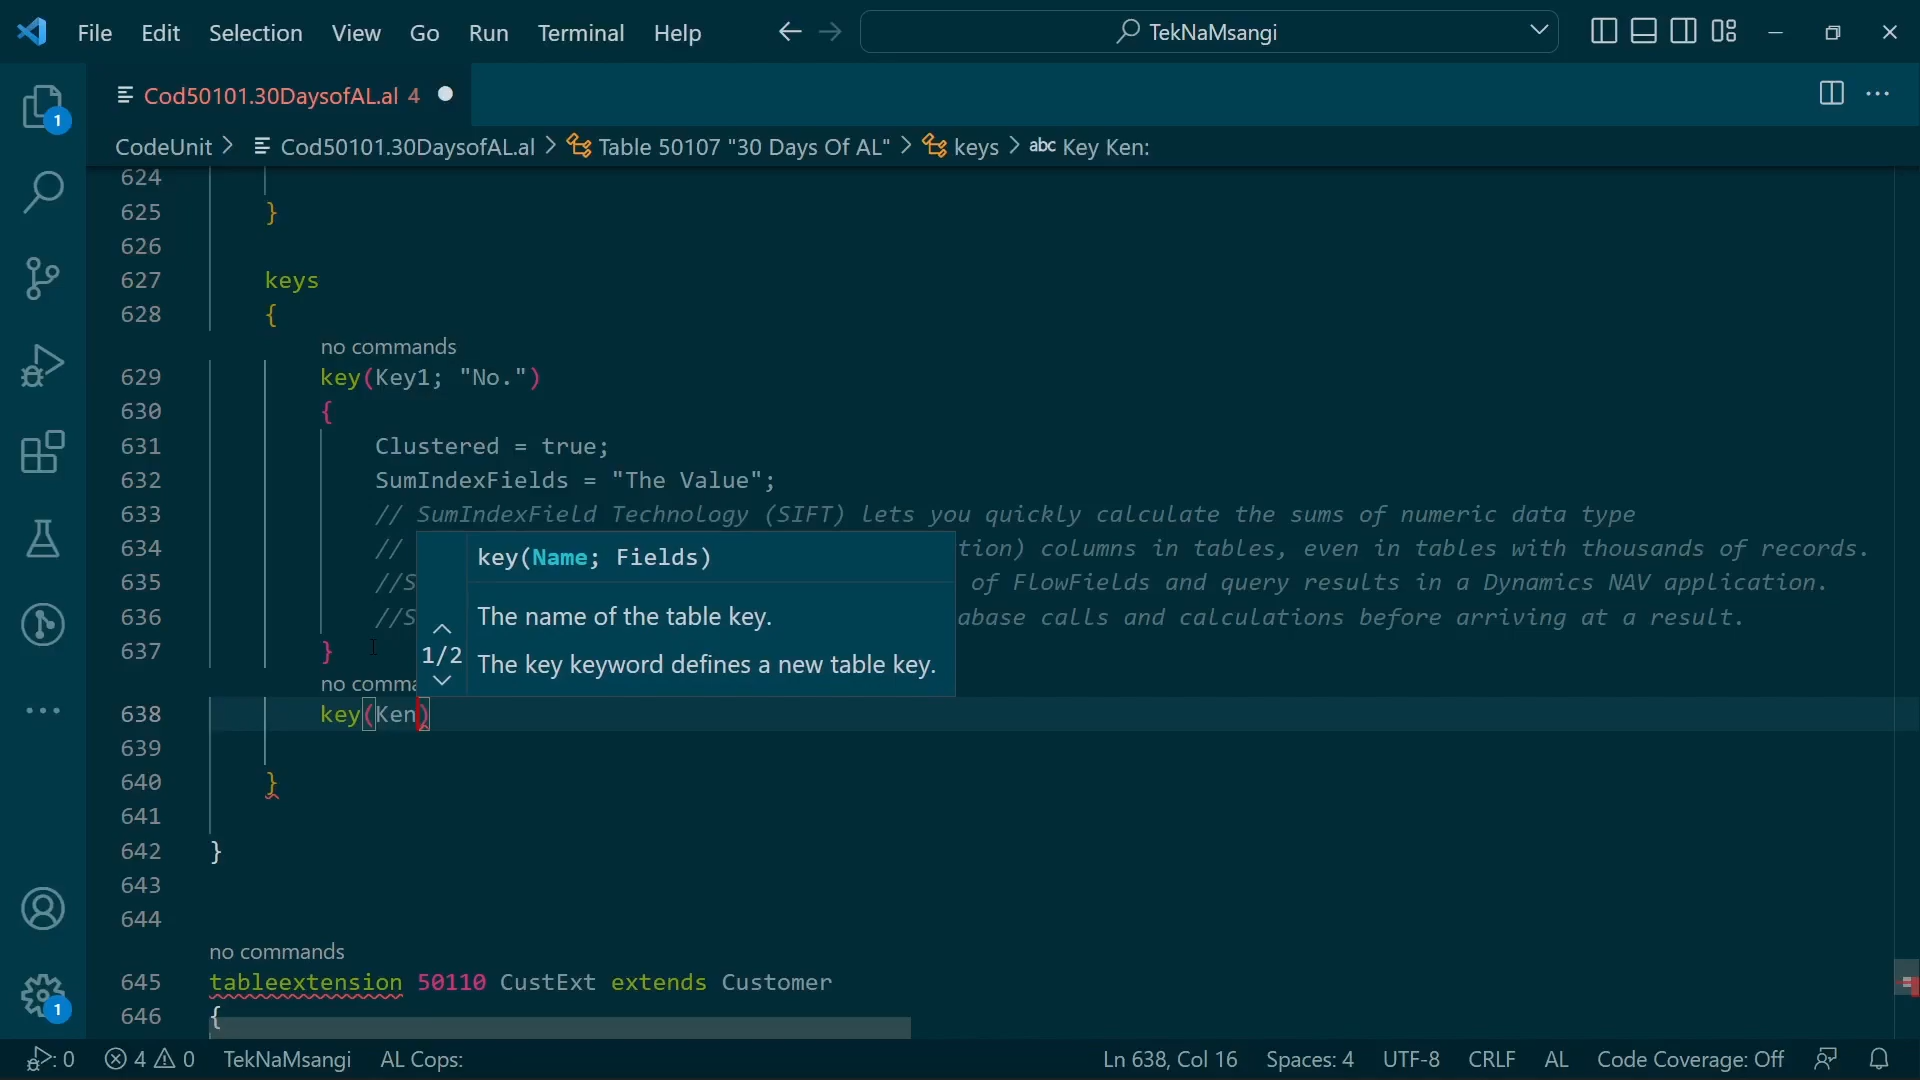 File Edit Selection View Go Run Terminal Help TekNaMsangi
Cod50101.30DaysofAL.al 4
CodeUnit > Cod50101.30DaysofAL.al > Table 50107 "30 Days Of AL" > keys > abc Key Ken:
624
625 }
626
627 keys
628 {
no commands
629 key(Key1; "No.")
630 {
631 Clustered = true;
632 SumIndexFields = "The Value";
633 // SumIndexField Technology (SIFT) lets you quickly calculate the sums of numeric data type
634 // tion) columns in tables, even in tables with thousands of records.
635 //S of FlowFields and query results in a Dynamics NAV application.
636 //S abase calls and calculations before arriving at a result.
637 }
key(Name; Fields)
The name of the table key.
1/2
The key keyword defines a new table key.
no comma
638 key(Ken)
639
640 }
641
642 }
643
644
no commands
645 tableextension 50110 CustExt extends Customer
646 {
1
1
0 4 0 TekNaMsangi AL Cops: Ln 638, Col 16 Spaces: 4 UTF-8 CRLF AL Code Coverage: Off